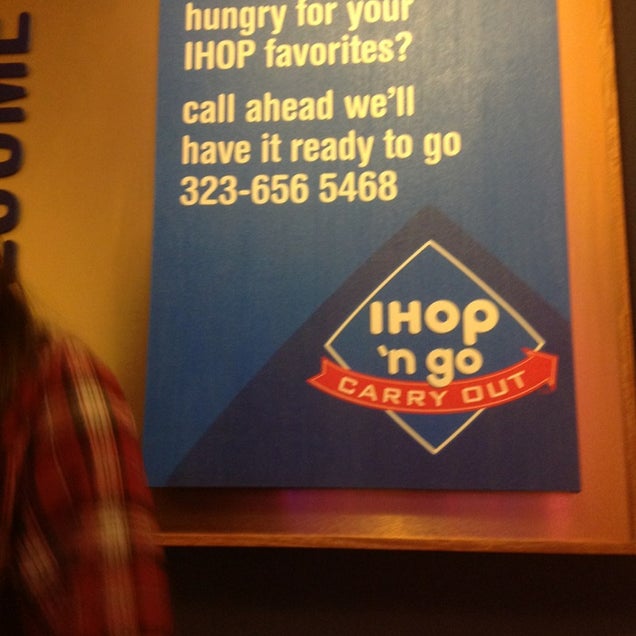 hungry for your
IHOP favorites?
call ahead we'll
have it ready to go
323-656 5468
IHOP
'n go
CARRY OUT